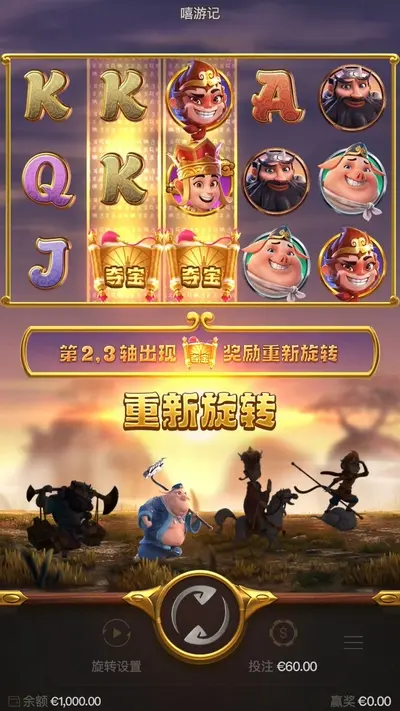 嘻游记
K K A
Q K
J 夺宝 夺宝
第2,3轴出现 夺宝 奖励重新旋转
重新旋转
S
旋转设置 投注 €60.00
余额 €1,000.00 赢奖 €0.00